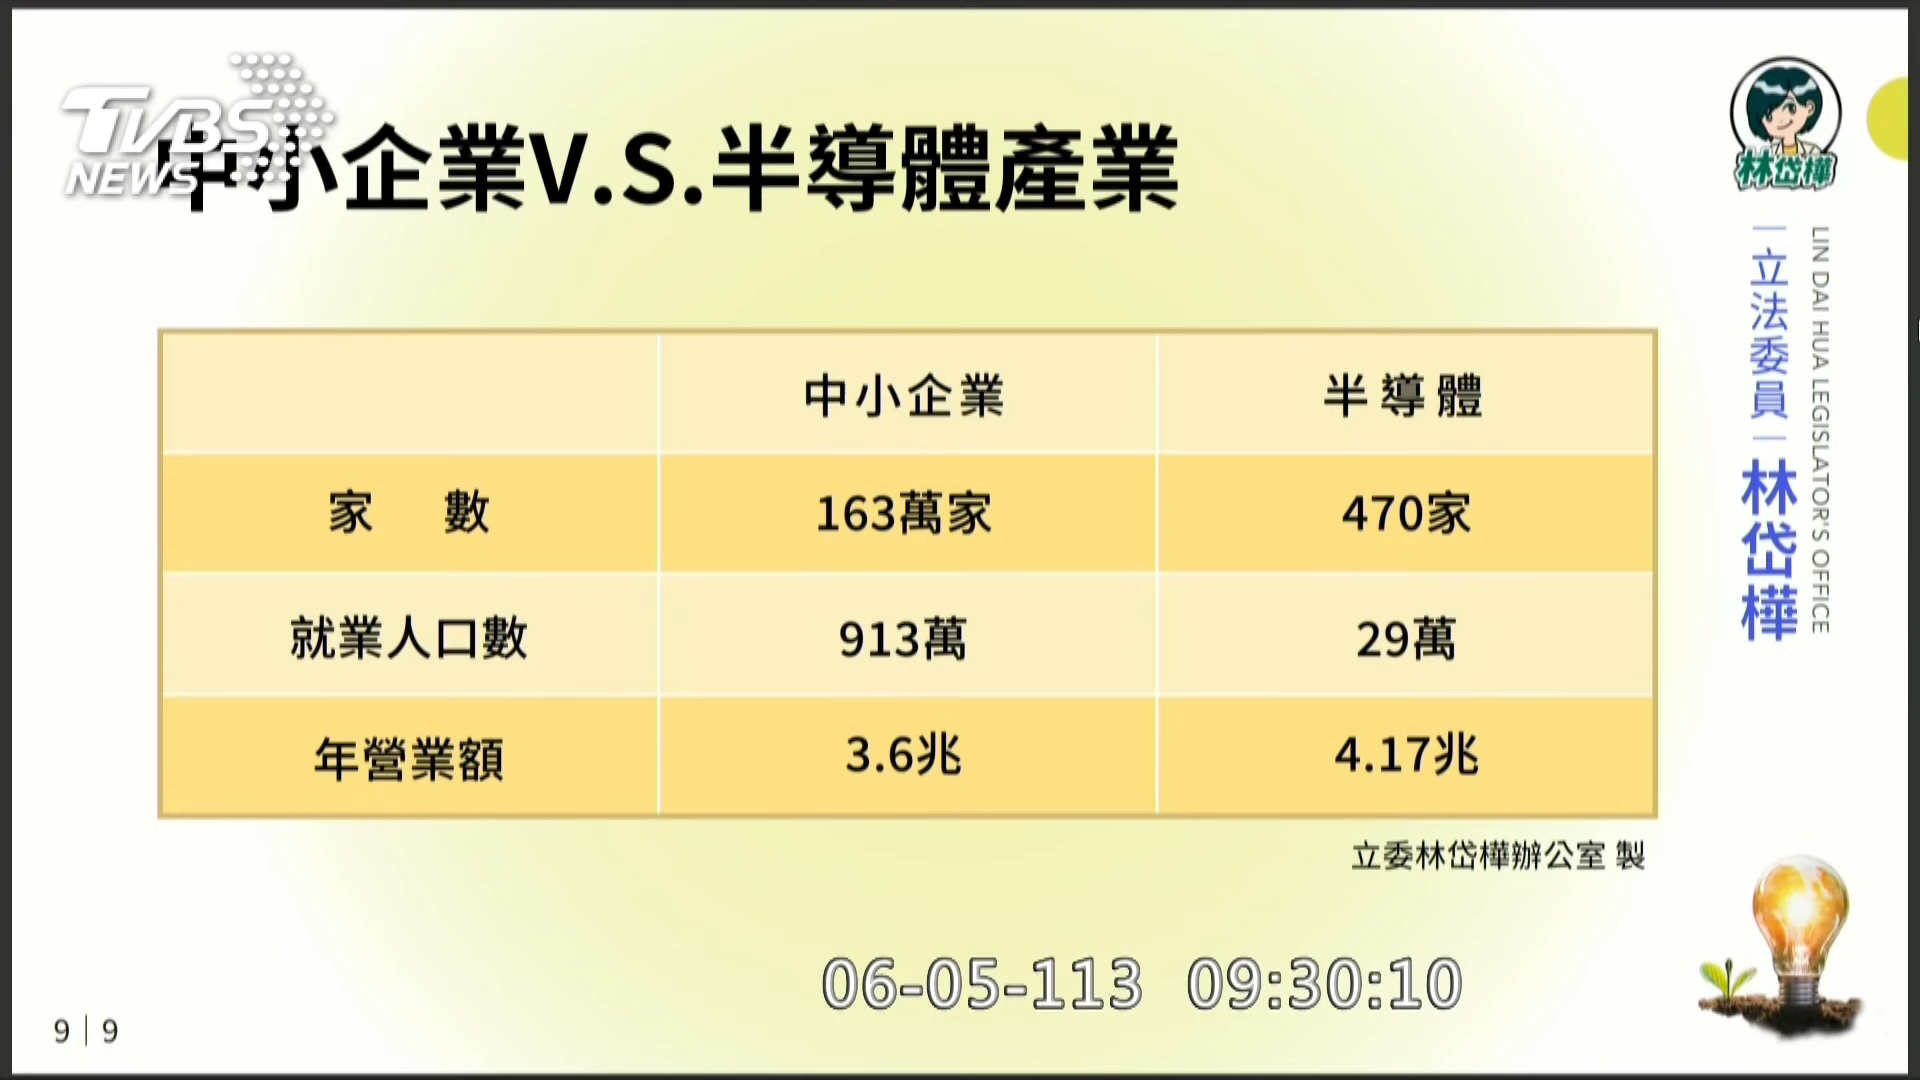 TVBS
NEWS
中小企業V.S.半導體產業
中小企業 半導體
家數 163萬家 470家
就業人口數 913萬 29萬
年營業額 3.6兆 4.17兆
立委林岱樺辦公室 製
06-05-113 09:30:10
9 | 9
林岱樺
立法委員 林岱樺
LIN DAI HUA LEGISLATOR'S OFFICE